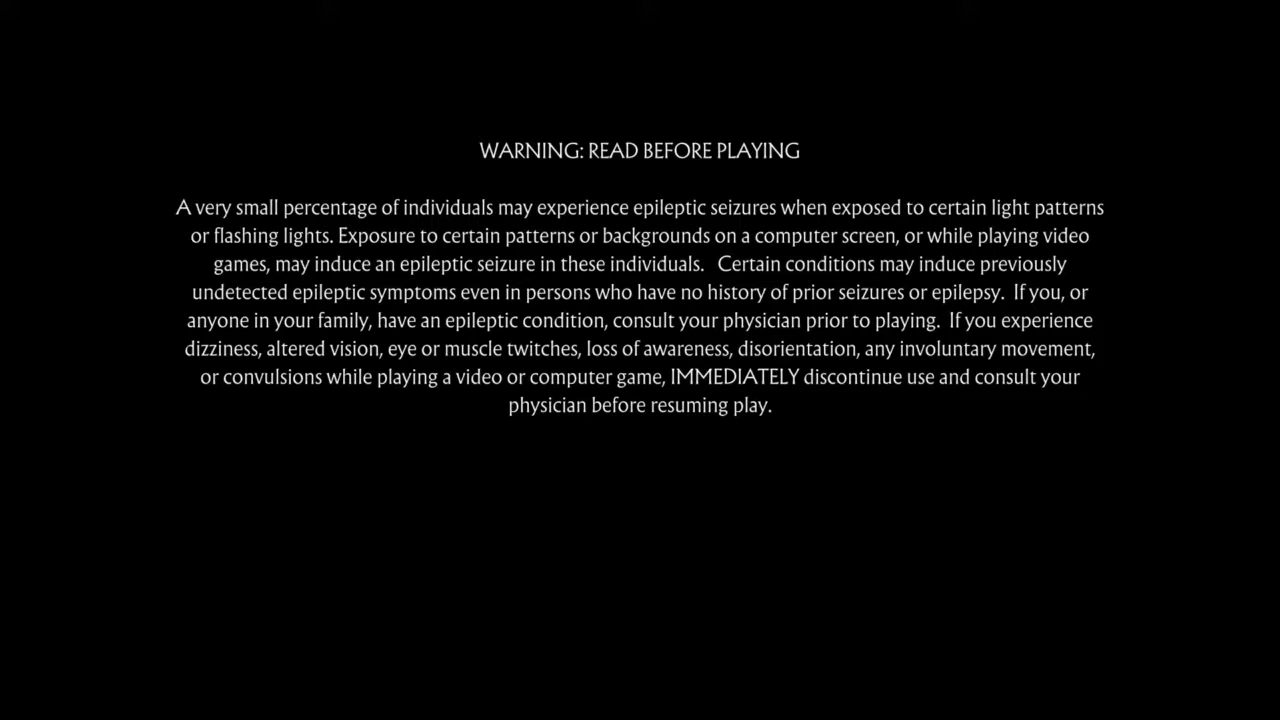 WARNING: READ BEFORE PLAYING
A very small percentage of individuals may experience epileptic seizures when exposed to certain light patterns
or flashing lights. Exposure to certain patterns or backgrounds on a computer screen, or while playing video
games, may induce an epileptic seizure in these individuals.   Certain conditions may induce previously
undetected epileptic symptoms even in persons who have no history of prior seizures or epilepsy.  If you, or
anyone in your family, have an epileptic condition, consult your physician prior to playing.  If you experience
dizziness, altered vision, eye or muscle twitches, loss of awareness, disorientation, any involuntary movement,
or convulsions while playing a video or computer game, IMMEDIATELY discontinue use and consult your
physician before resuming play.